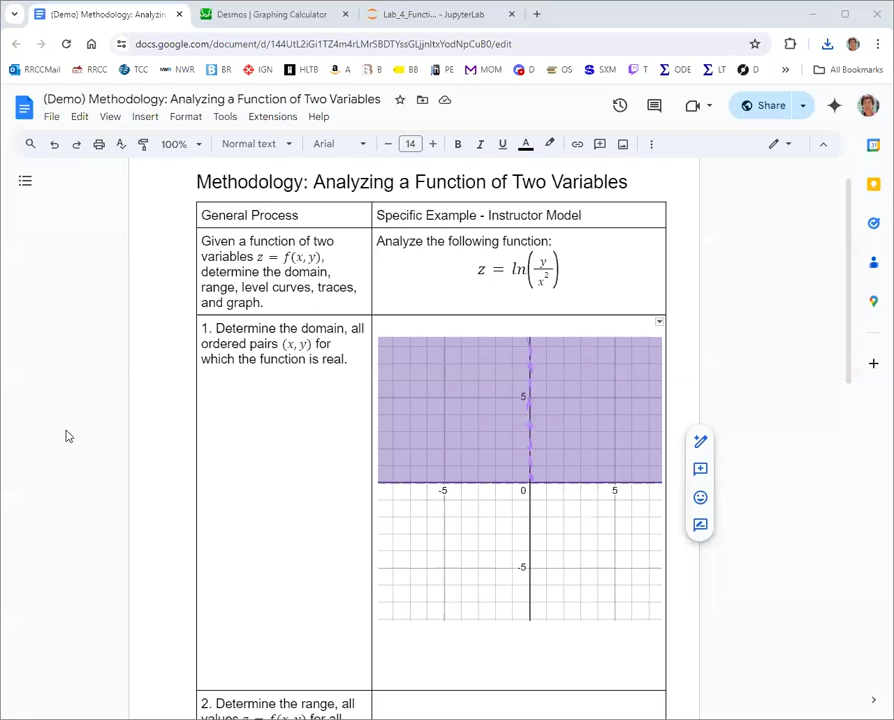 (Demo) Methodology: Analyzin
Desmos | Graphing Calculator
Lab_4_Functi... - JupyterLab
docs.google.com/document/d/144UtL2iGi1TZ4m4rLMrSBDTYssGLjjnItxYodNpCuB0/edit
RRCCMail
RRCC
TCC
NWR
BR
IGN
HLTB
A
B
BB
PE
MOM
D
OS
SXM
T
ODE
LT
D
All Bookmarks
(Demo) Methodology: Analyzing a Function of Two Variables
Share
File Edit View Insert Format Tools Extensions Help
100% Normal text Arial 14 B I U A
Methodology: Analyzing a Function of Two Variables
General Process
Specific Example - Instructor Model
Given a function of two
variables z = f(x, y),
determine the domain,
range, level curves, traces,
and graph.
Analyze the following function:
z = ln(y/x²)
1. Determine the domain, all
ordered pairs (x, y) for
which the function is real.
5
-5 0 5
-5
2. Determine the range, all
values z = f(x, y) for all